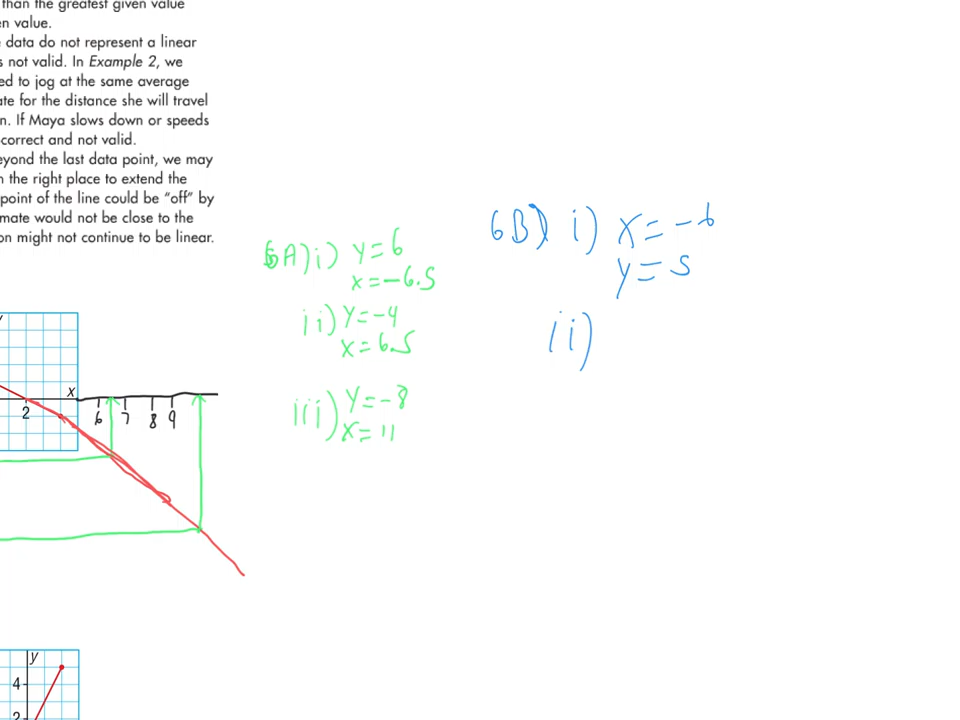 than the greatest given value
en value.
e data do not represent a linear
s not valid. In Example 2, we
ed to jog at the same average
ate for the distance she will travel
n. If Maya slows down or speeds
correct and not valid.
eyond the last data point, we may
n the right place to extend the
point of the line could be “off” by
mate would not be close to the
on might not continue to be linear.
6A) i) y=6
x=-6.5
ii) y=-4
x=6.5
iii) y=-8
x=11
6B) i) x=-6
y=5
ii)
x
2
6 7 8 9
y
4
2